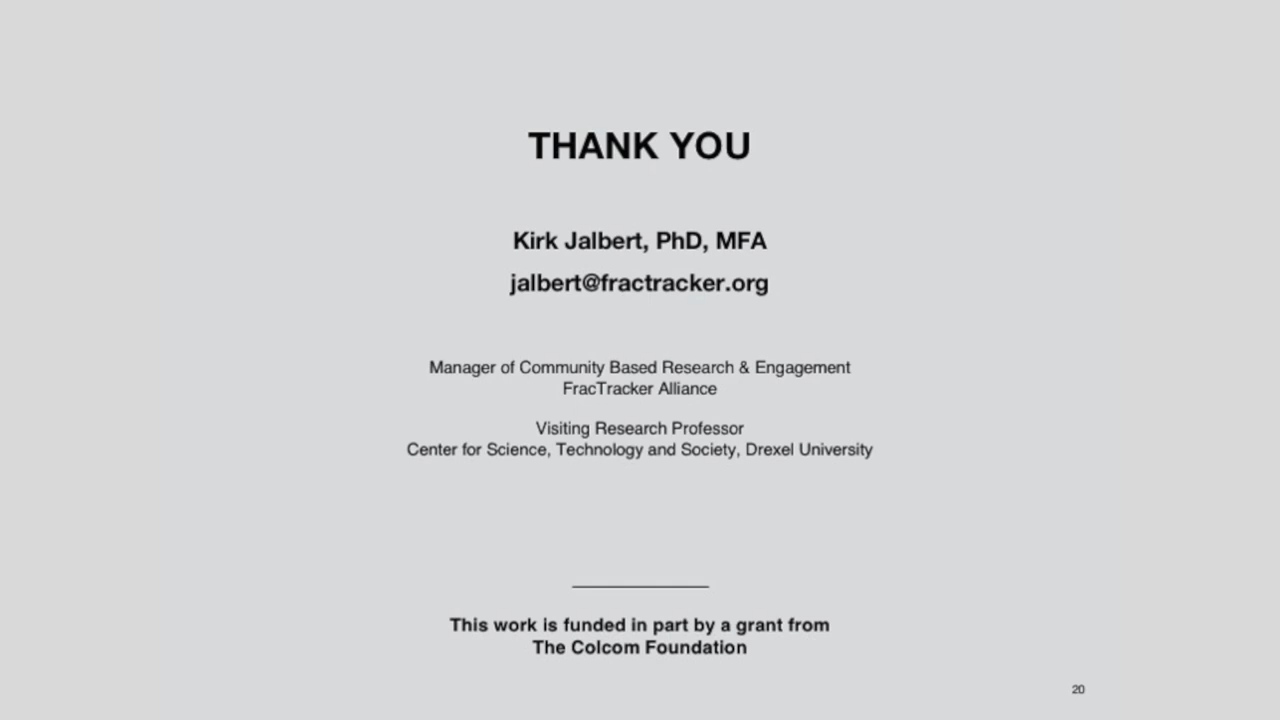 THANK YOU
Kirk Jalbert, PhD, MFA
jalbert@fractracker.org
Manager of Community Based Research & Engagement
FracTracker Alliance
Visiting Research Professor
Center for Science, Technology and Society, Drexel University
This work is funded in part by a grant from
The Colcom Foundation
20